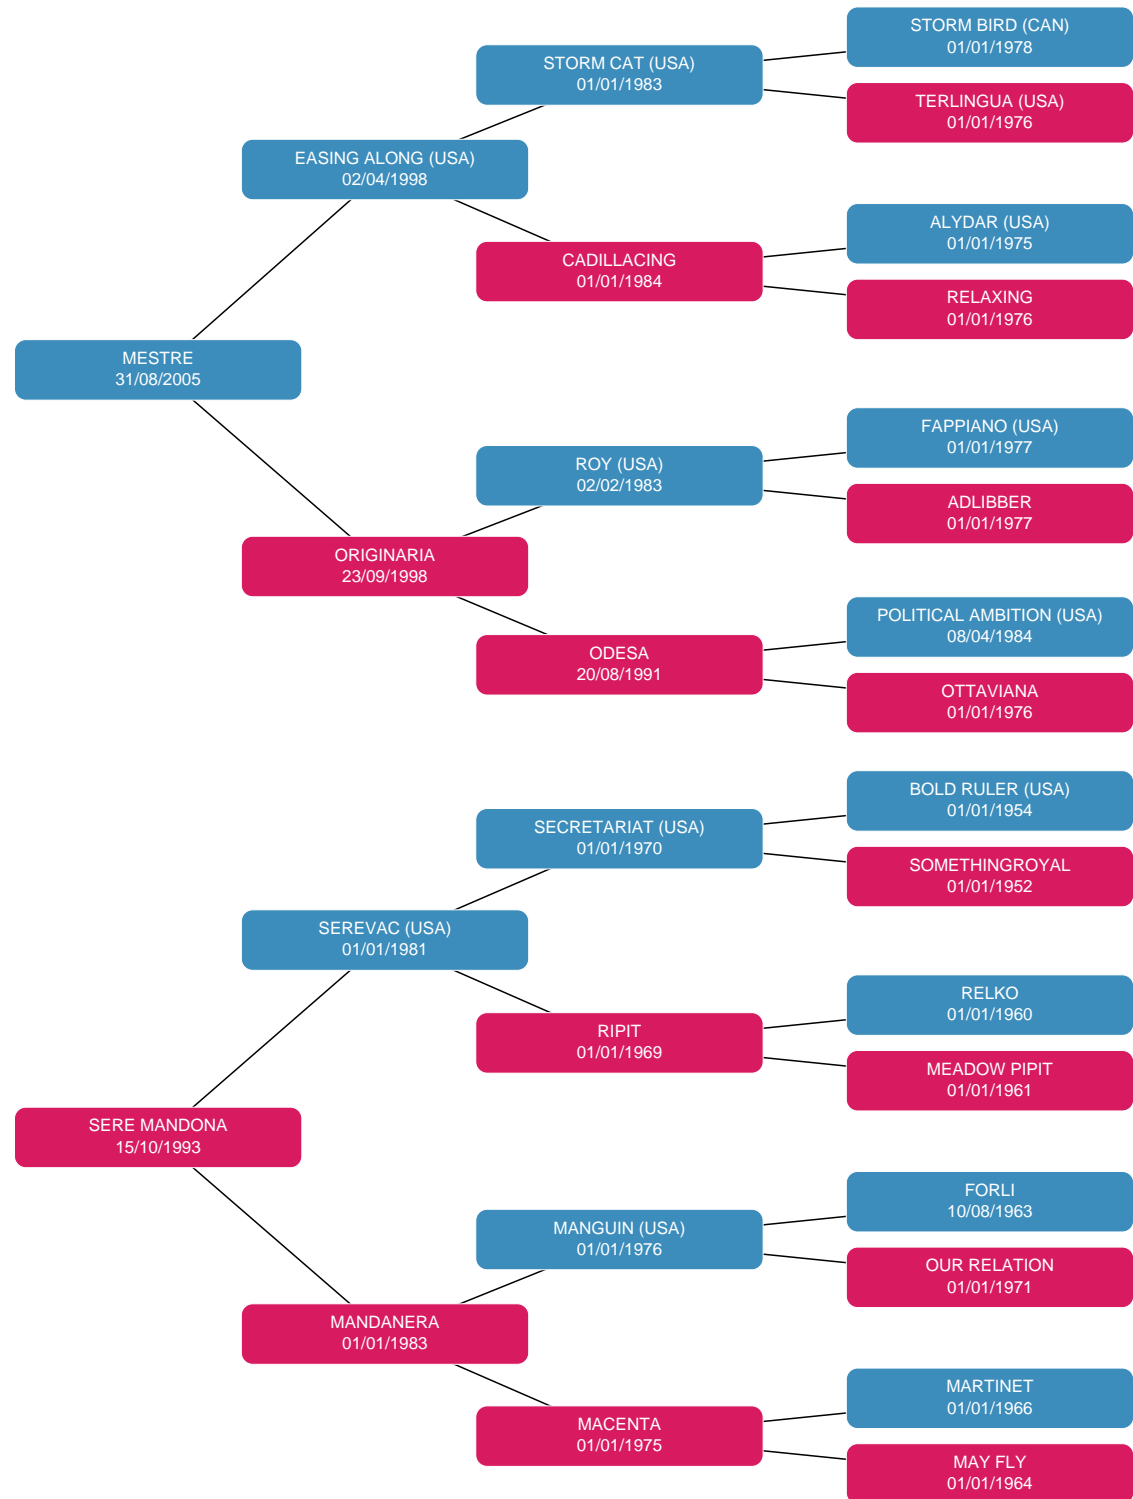 STORM BIRD (CAN)
01/01/1978
STORM CAT (USA)
01/01/1983
TERLINGUA (USA)
01/01/1976
EASING ALONG (USA)
02/04/1998
ALYDAR (USA)
01/01/1975
CADILLACING
01/01/1984
RELAXING
01/01/1976
MESTRE
31/08/2005
FAPPIANO (USA)
01/01/1977
ROY (USA)
02/02/1983
ADLIBBER
01/01/1977
ORIGINARIA
23/09/1998
POLITICAL AMBITION (USA)
08/04/1984
ODESA
20/08/1991
OTTAVIANA
01/01/1976
BOLD RULER (USA)
01/01/1954
SECRETARIAT (USA)
01/01/1970
SOMETHINGROYAL
01/01/1952
SEREVAC (USA)
01/01/1981
RELKO
01/01/1960
RIPIT
01/01/1969
MEADOW PIPIT
01/01/1961
SERE MANDONA
15/10/1993
FORLI
10/08/1963
MANGUIN (USA)
01/01/1976
OUR RELATION
01/01/1971
MANDANERA
01/01/1983
MARTINET
01/01/1966
MACENTA
01/01/1975
MAY FLY
01/01/1964